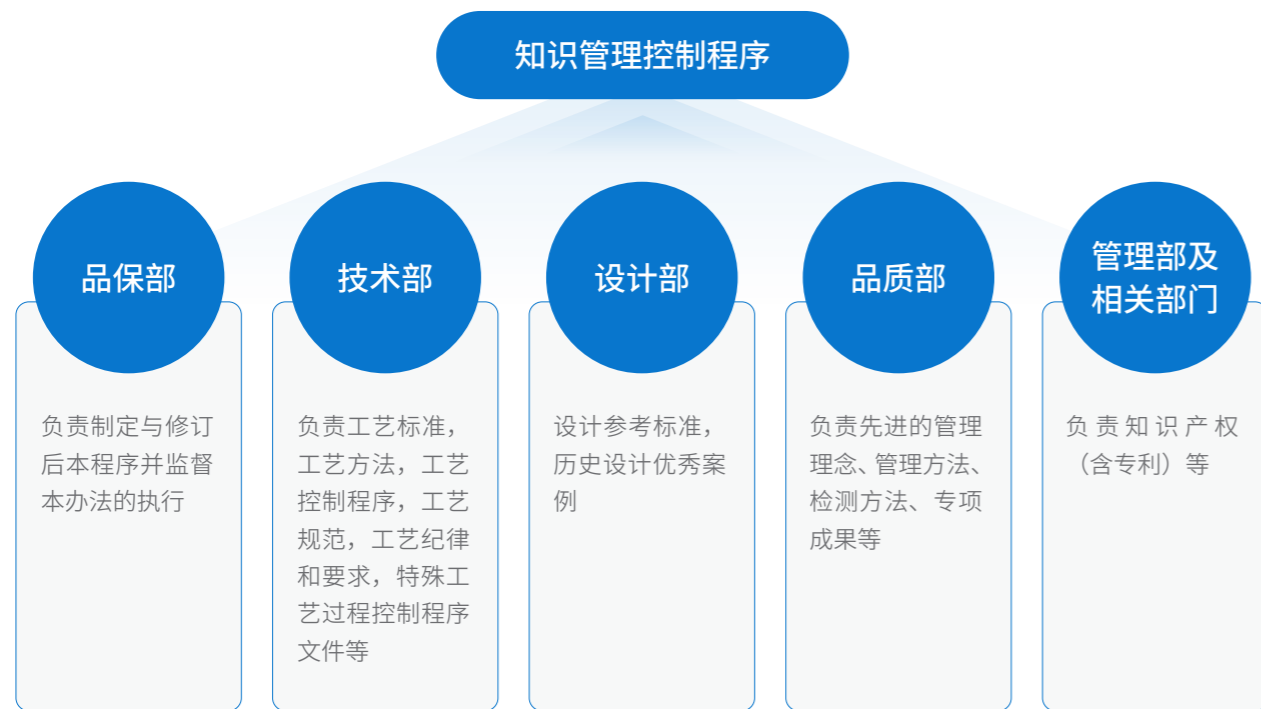 知识管理控制程序
品保部
负责制定与修订
后本程序并监督
本办法的执行
技术部
负责工艺标准，
工艺方法，工艺
控制程序，工艺
规范，工艺纪律
和要求，特殊工
艺过程控制程序
文件等
设计部
设计参考标准，
历史设计优秀案
例
品质部
负责先进的管理
理念、管理方法、
检测方法、专项
成果等
管理部及
相关部门
负责知识产权
（含专利）等